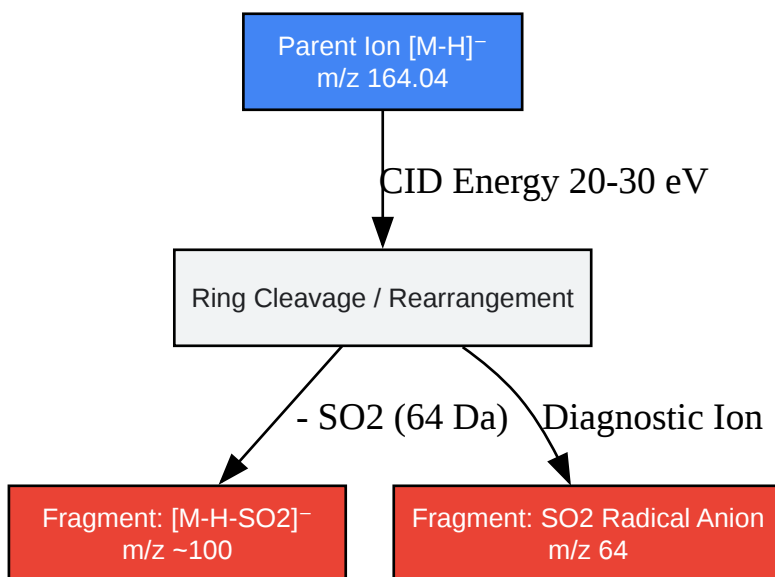 Parent Ion [M-H]⁻
m/z 164.04
CID Energy 20-30 eV
Ring Cleavage / Rearrangement
- SO2 (64 Da)
Diagnostic Ion
Fragment: [M-H-SO2]⁻
m/z ~100
Fragment: SO2 Radical Anion
m/z 64